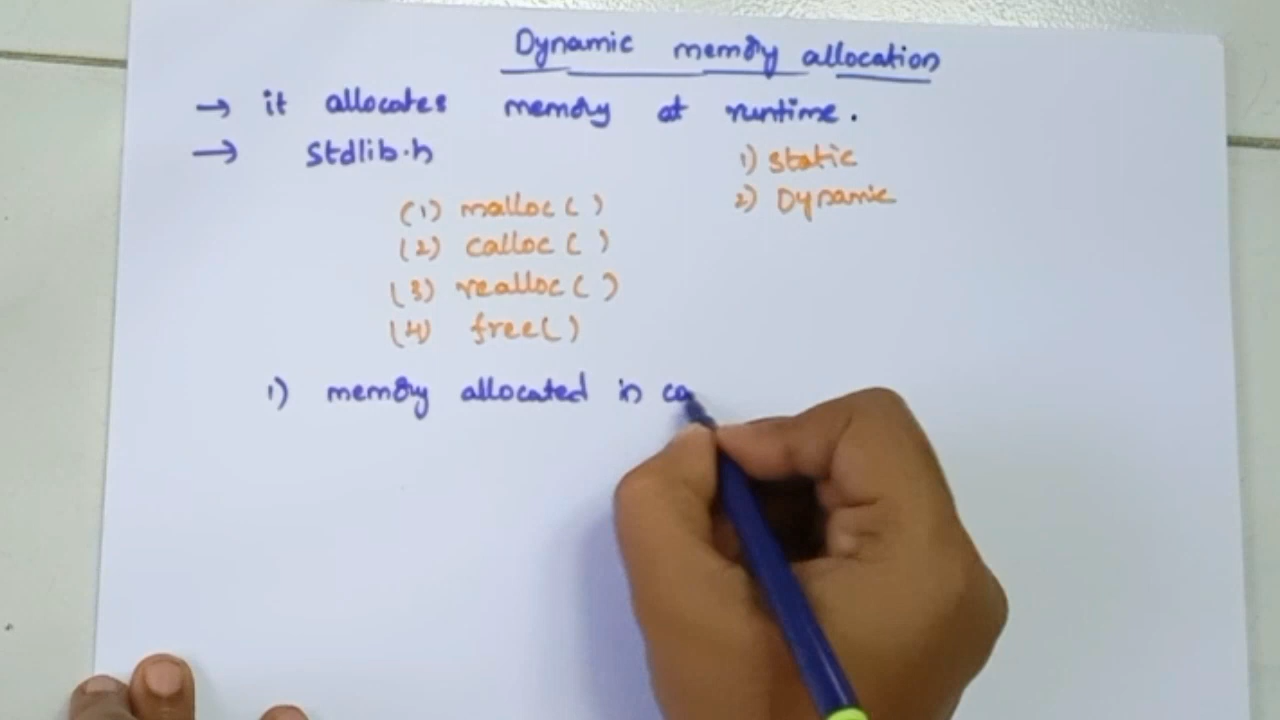 Dynamic memory allocation
→ it allocates memory at runtime.
→ stdlib.h
1) static
2) Dynamic
(1) malloc ( )
(2) calloc ( )
(3) realloc ( )
(4) free( )
1) memory allocated in co